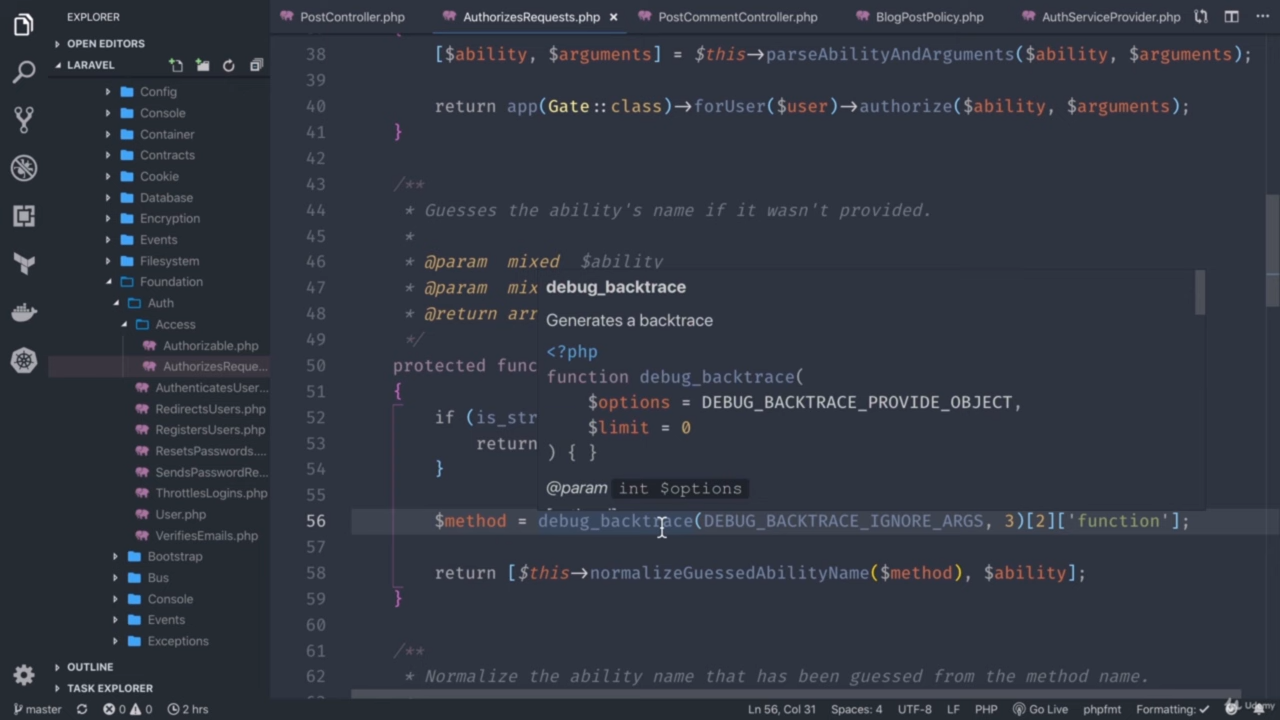 EXPLORER
PostController.php
AuthorizesRequests.php ×
PostCommentController.php
BlogPostPolicy.php
AuthServiceProvider.php
OPEN EDITORS
LARAVEL
Config
Console
Container
Contracts
Cookie
Database
Encryption
Events
Filesystem
Foundation
Auth
Access
Authorizable.php
AuthorizesReque...
AuthenticatesUser...
RedirectsUsers.php
RegistersUsers.php
ResetsPasswords....
SendsPasswordRe...
ThrottlesLogins.php
User.php
VerifiesEmails.php
Bootstrap
Bus
Console
Events
Exceptions
OUTLINE
TASK EXPLORER
{
38 [$ability, $arguments] = $this→parseAbilityAndArguments($ability, $arguments);
39
40 return app(Gate::class)→forUser($user)→authorize($ability, $arguments);
41 }
42
43 /**
44 * Guesses the ability's name if it wasn't provided.
45 *
46 * @param mixed $ability
47 * @param mix
48 * @return arr
49 */
50 protected func
51 {
52 if (is_str
53 return
54 }
55
56 $method = debug_backtrace(DEBUG_BACKTRACE_IGNORE_ARGS, 3)[2]['function'];
57
58 return [$this→normalizeGuessedAbilityName($method), $ability];
59 }
60
61 /**
62 * Normalize the ability name that has been guessed from the method name.
debug_backtrace
Generates a backtrace
<?php
function debug_backtrace(
$options = DEBUG_BACKTRACE_PROVIDE_OBJECT,
$limit = 0
) { }
@param int $options
master
0
0
2 hrs
Ln 56, Col 31
Spaces: 4
UTF-8
LF
PHP
Go Live
phpfmt
Formatting: ✓
Udemy